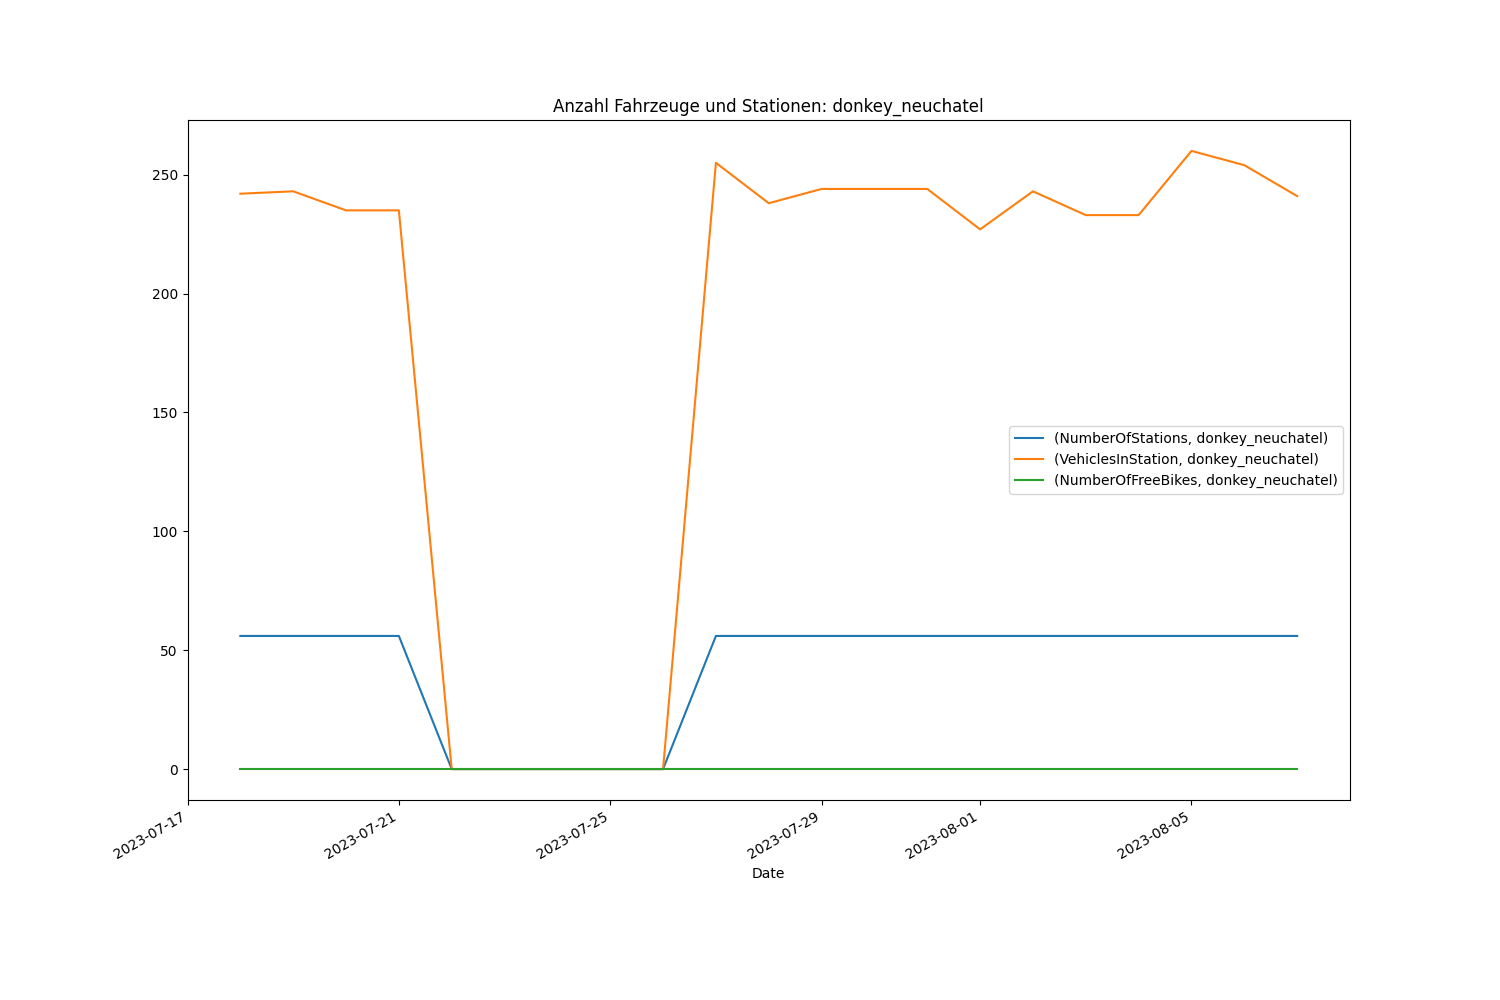 Anzahl Fahrzeuge und Stationen: donkey_neuchatel
250
200
150
100
50
0
(NumberOfStations, donkey_neuchatel)
(VehiclesInStation, donkey_neuchatel)
(NumberOfFreeBikes, donkey_neuchatel)
2023-07-17
2023-07-21
2023-07-25
2023-07-29
2023-08-01
2023-08-05
Date